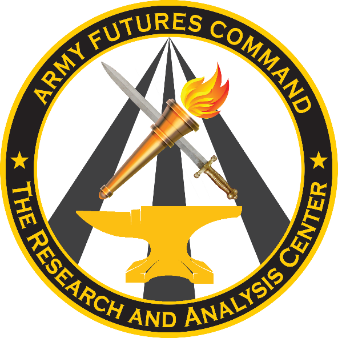 ARMY FUTURES COMMAND
THE RESEARCH AND ANALYSIS CENTER